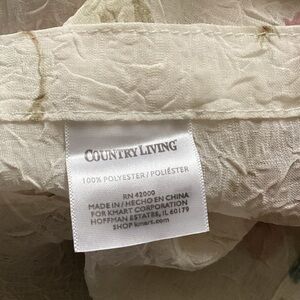 COUNTRY LIVING®
100% POLYESTER / POLIÉSTER
RN 42000
MADE IN / HECHO EN CHINA
FOR KMART CORPORATION
HOFFMAN ESTATES, IL 60179
SHOP kmart.com